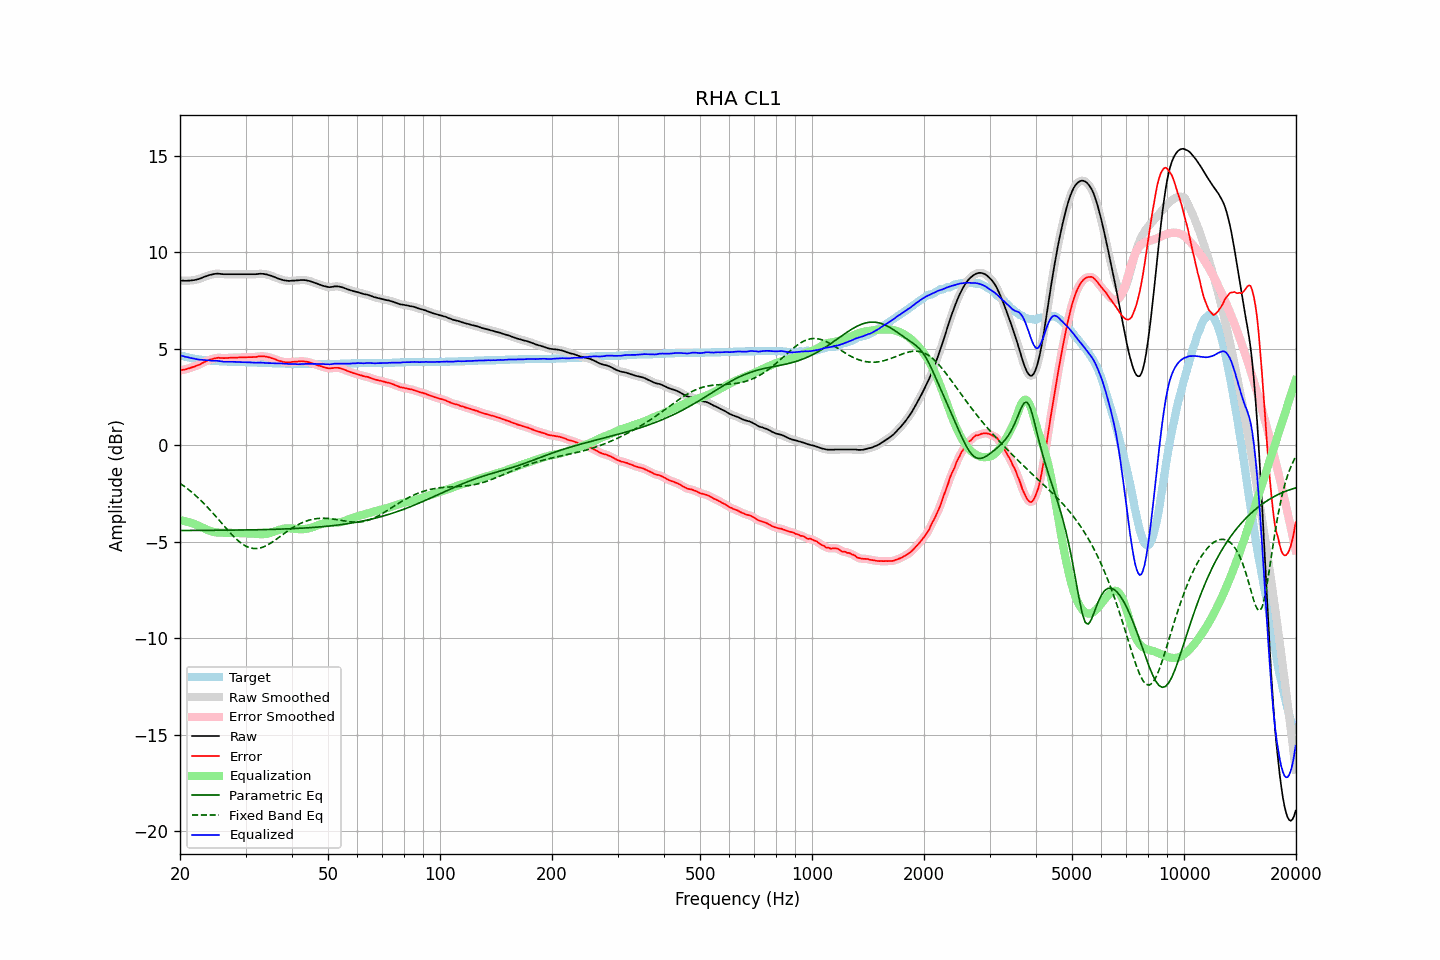 RHA CL1
Amplitude (dBr)
15
10
5
0
−5
−10
−15
−20
Target
Raw Smoothed
Error Smoothed
Raw
Error
Equalization
Parametric Eq
Fixed Band Eq
Equalized
20 50 100 200 500 1000 2000 5000 10000 20000
Frequency (Hz)